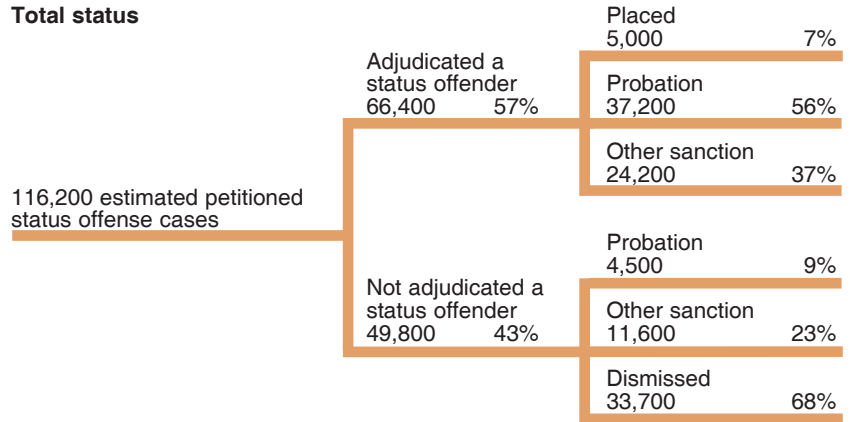 Total status
116,200 estimated petitioned
status offense cases
Adjudicated a
status offender
66,400 57%
Placed
5,000 7%
Probation
37,200 56%
Other sanction
24,200 37%
Not adjudicated a
status offender
49,800 43%
Probation
4,500 9%
Other sanction
11,600 23%
Dismissed
33,700 68%